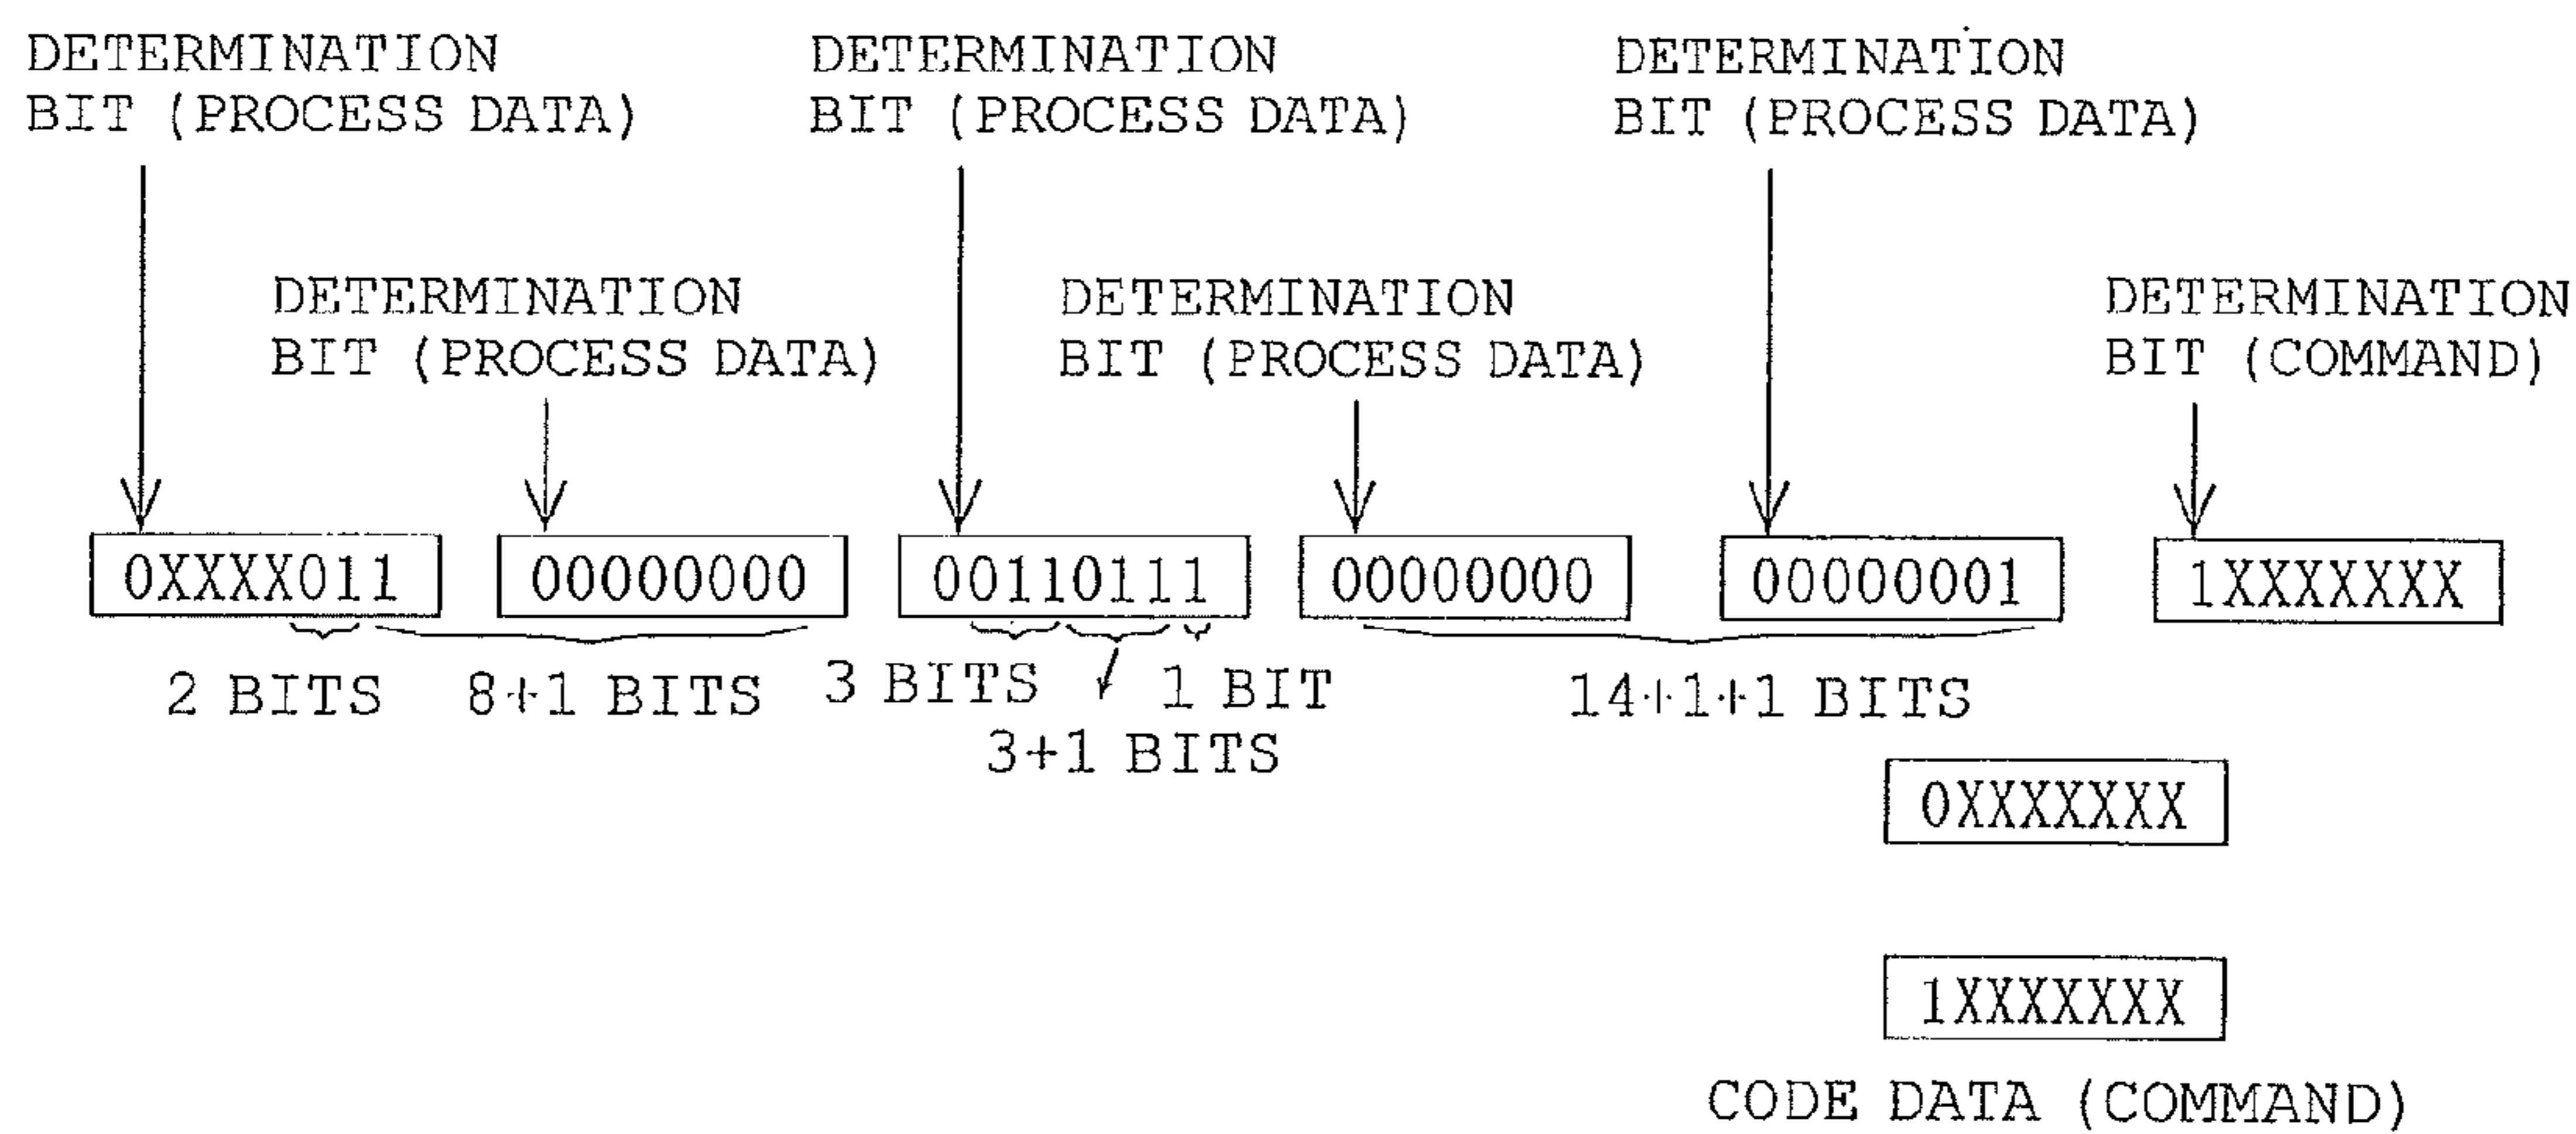 DETERMINATION
BIT (PROCESS DATA)
DETERMINATION
BIT (PROCESS DATA)
DETERMINATION
BIT (PROCESS DATA)
DETERMINATION
BIT (PROCESS DATA)
DETERMINATION
BIT (PROCESS DATA)
DETERMINATION
BIT (COMMAND)
0XXXX011
00000000
00110111
00000000
00000001
1XXXXXXX
2 BITS
8+1 BITS
3 BITS
1 BIT
14+1+1 BITS
3+1 BITS
0XXXXXXX
1XXXXXXX
CODE DATA (COMMAND)